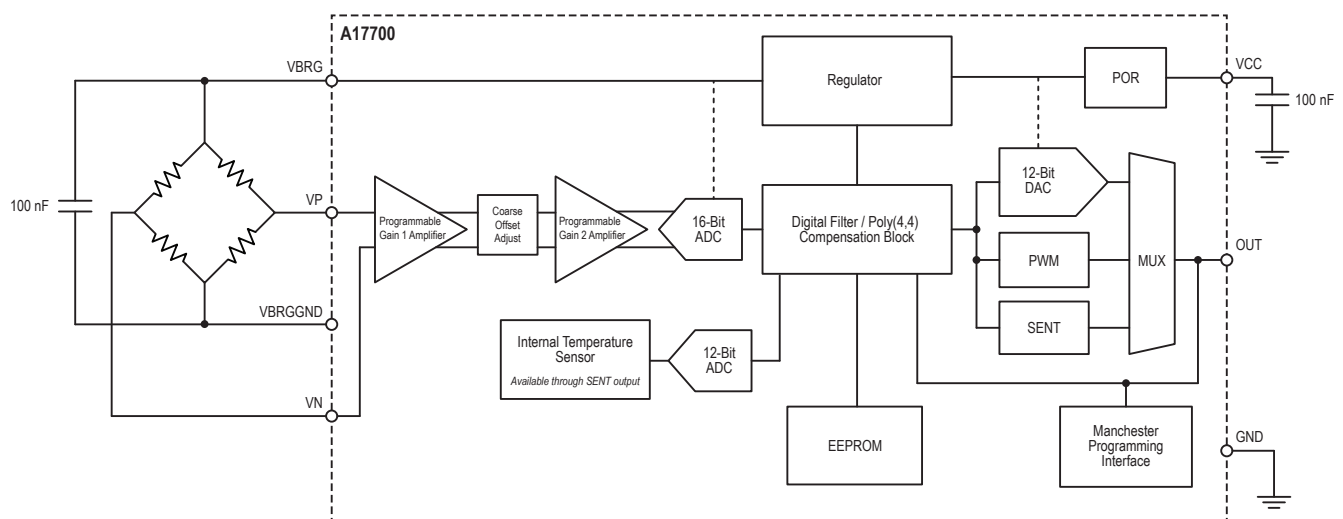 A17700
VBRG
Regulator
POR
VCC
100 nF
100 nF
VP
Programmable
Gain 1 Amplifier
Coarse
Offset
Adjust
Programmable
Gain 2 Amplifier
16-Bit
ADC
Digital Filter / Poly(4,4)
Compensation Block
12-Bit
DAC
PWM
SENT
MUX
OUT
VBRGGND
Internal Temperature
Sensor
Available through SENT output
12-Bit
ADC
VN
EEPROM
Manchester
Programming
Interface
GND